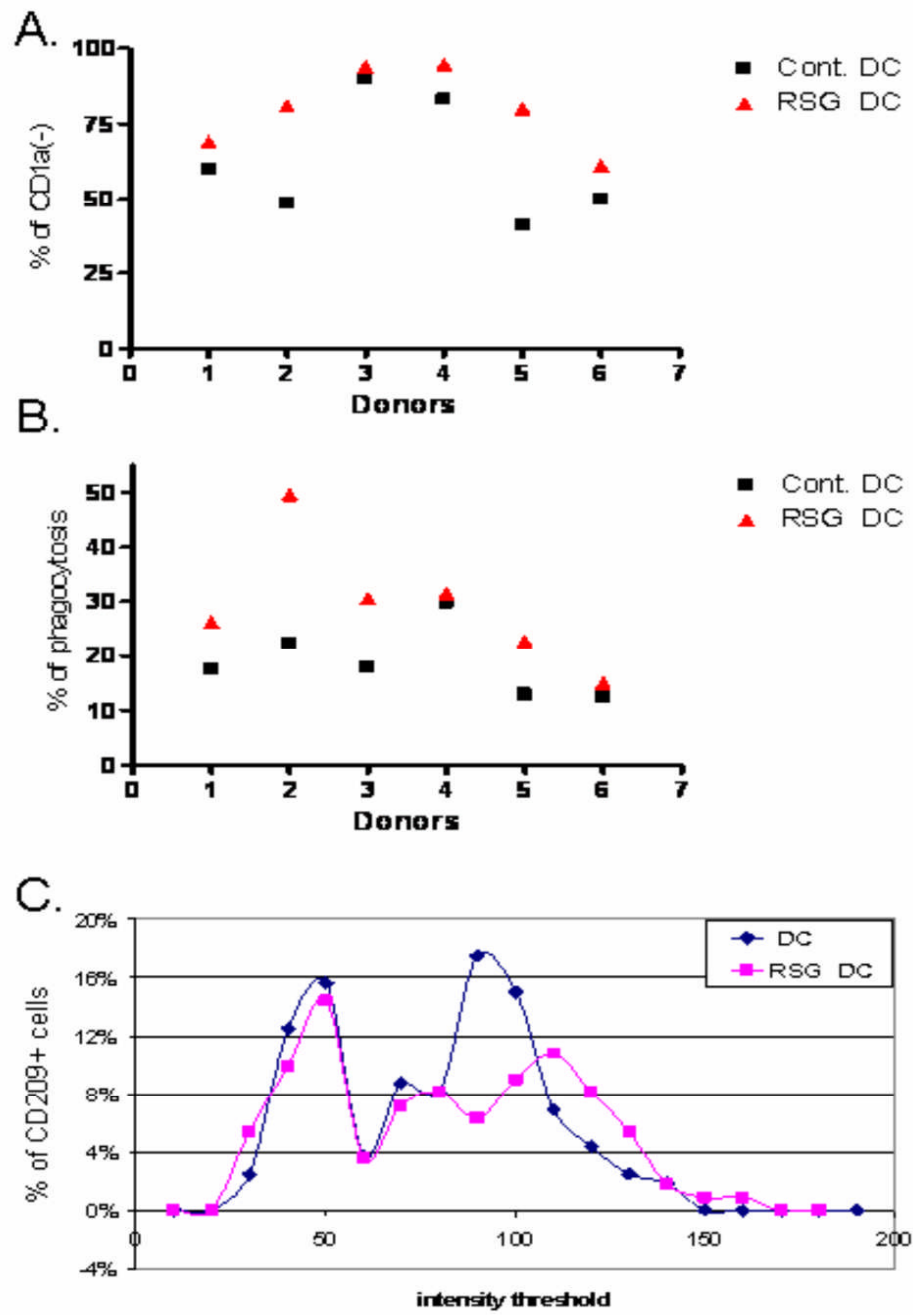 A.
100
75
50
25
0
% of CD1a(-)
0 1 2 3 4 5 6 7
Donors
Cont. DC
RSG DC
B.
50
40
30
20
10
0
% of phagocytosis
0 1 2 3 4 5 6 7
Donors
Cont. DC
RSG DC
C.
20%
16%
12%
8%
4%
0%
-4%
% of CD209+ cells
0 50 100 150 200
intensity threshold
DC
RSG DC